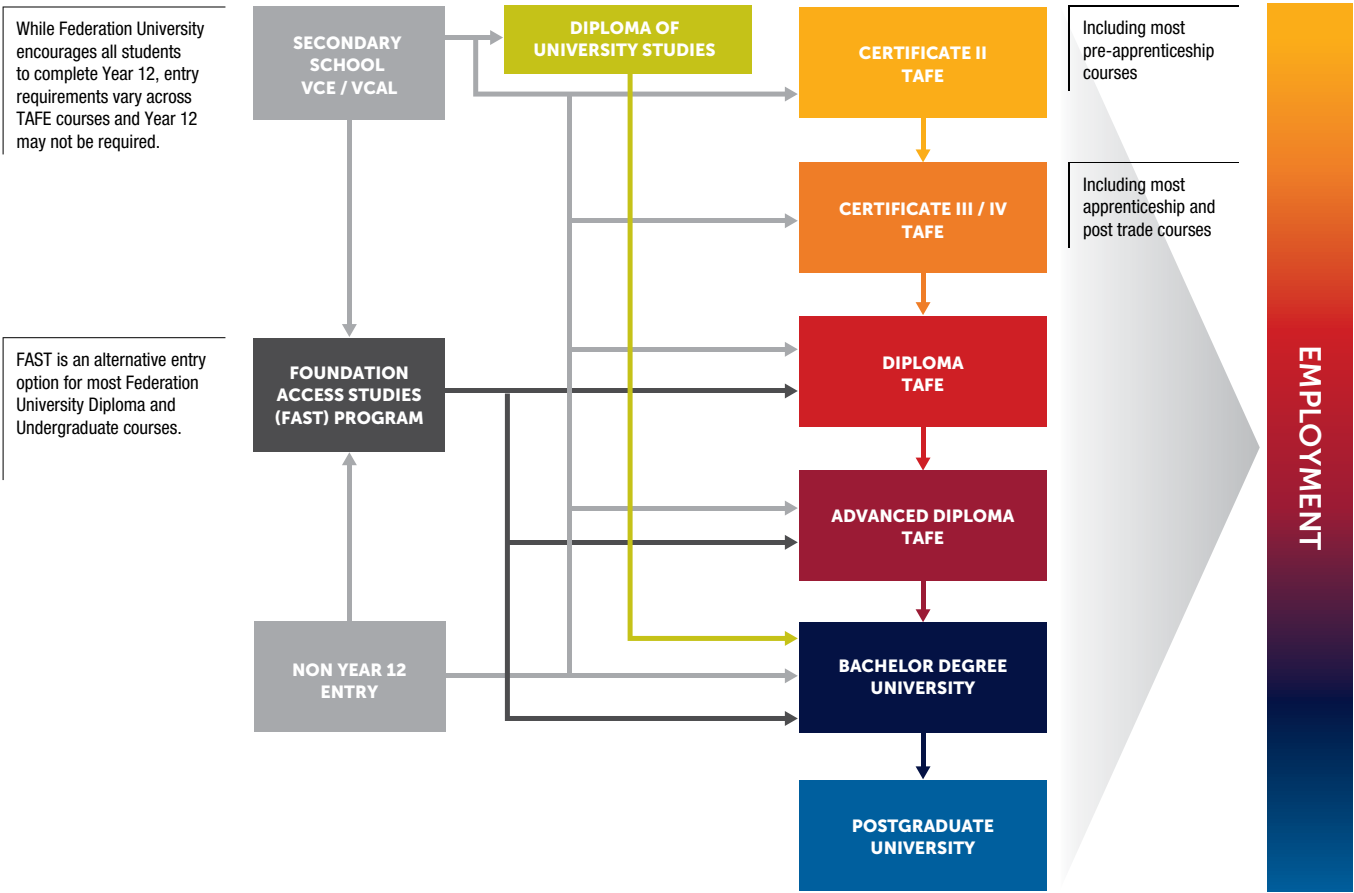 While Federation University
encourages all students
to complete Year 12, entry
requirements vary across
TAFE courses and Year 12
may not be required.
SECONDARY
SCHOOL
VCE / VCAL
DIPLOMA OF
UNIVERSITY STUDIES
CERTIFICATE II
TAFE
Including most
pre-apprenticeship
courses
CERTIFICATE III / IV
TAFE
Including most
apprenticeship and
post trade courses
FAST is an alternative entry
option for most Federation
University Diploma and
Undergraduate courses.
FOUNDATION
ACCESS STUDIES
(FAST) PROGRAM
DIPLOMA
TAFE
ADVANCED DIPLOMA
TAFE
NON YEAR 12
ENTRY
BACHELOR DEGREE
UNIVERSITY
POSTGRADUATE
UNIVERSITY
EMPLOYMENT